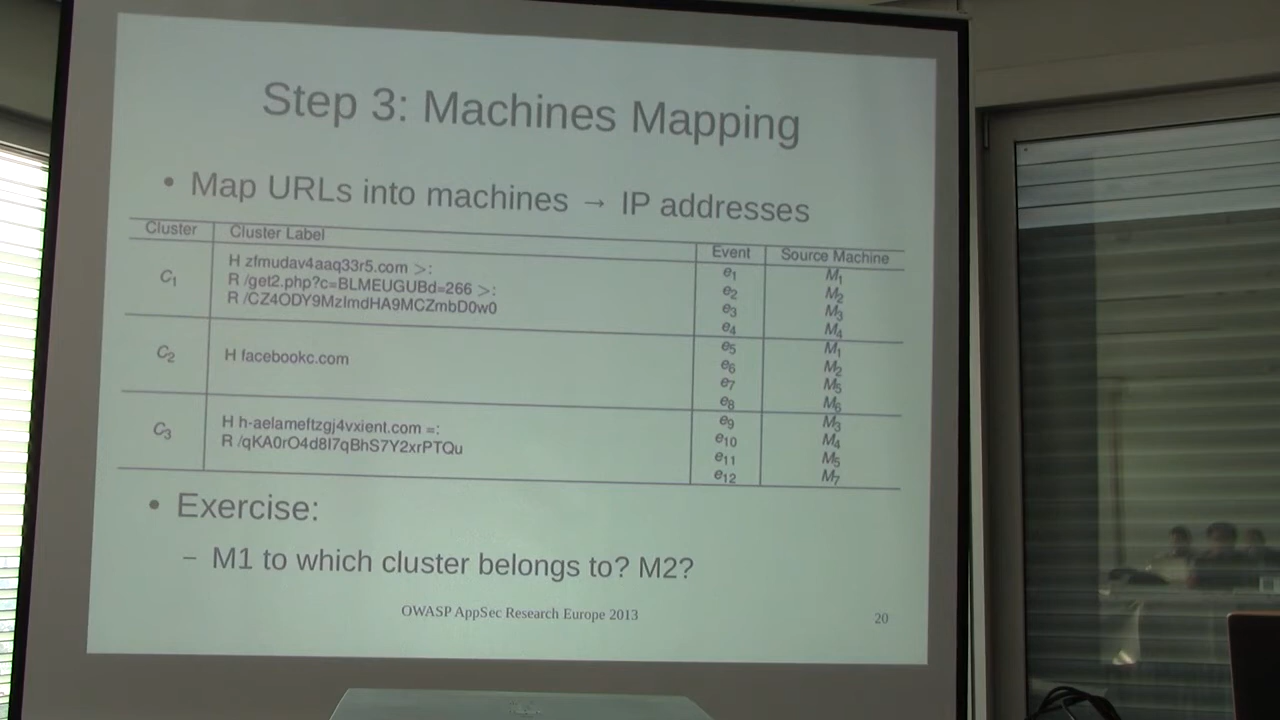 Step 3: Machines Mapping
• Map URLs into machines → IP addresses
Cluster Cluster Label Event Source Machine
C1
H zfmudav4aaq33r5.com >:
R /get2.php?c=BLMEUGUBd=266 >:
R /CZ4ODY9MzImdHA9MCZmbD0w0
e1 M1
e2 M2
e3 M3
e4 M4
C2
H facebookc.com
e5 M1
e6 M2
e7 M5
e8 M6
C3
H h-aelameftzgj4vxient.com =:
R /qKA0rO4d8I7qBhS7Y2xrPTQu
e9 M3
e10 M4
e11 M5
e12 M7
• Exercise:
– M1 to which cluster belongs to? M2?
OWASP AppSec Research Europe 2013 20